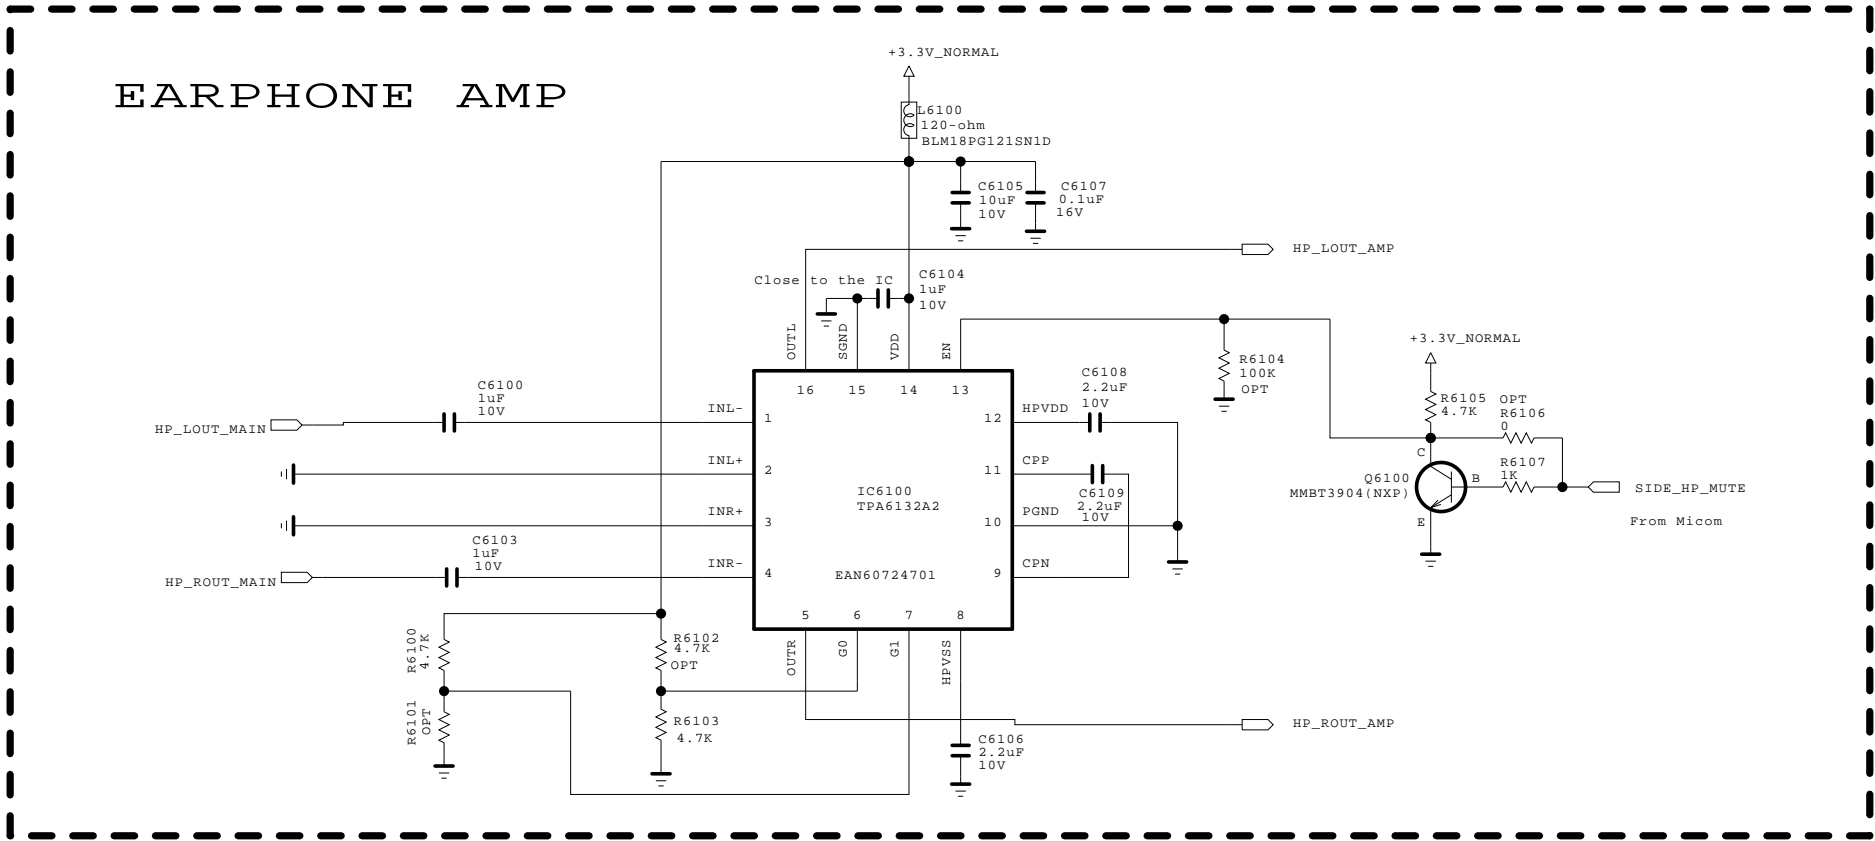 +3.3V_NORMAL
EARPHONE AMP
L6100
120-ohm
BLM18PG121SN1D
C6105
10uF
10V
C6107
0.1uF
16V
HP_LOUT_AMP
Close to the IC
C6104
1uF
10V
OUTL
SGND
VDD
EN
16
15
14
13
R6104
100K
OPT
+3.3V_NORMAL
R6105
4.7K
OPT
R6106
0
R6107
1K
C
B
E
Q6100
MMBT3904(NXP)
SIDE_HP_MUTE
From Micom
C6100
1uF
10V
HP_LOUT_MAIN
INL-
1
INL+
2
INR+
3
INR-
4
C6103
1uF
10V
HP_ROUT_MAIN
IC6100
TPA6132A2
EAN60724701
12
HPVDD
11
CPP
10
PGND
9
CPN
C6108
2.2uF
10V
C6109
2.2uF
10V
5
6
7
8
OUTR
G0
G1
HPVSS
R6100
4.7K
R6101
OPT
R6102
4.7K
OPT
R6103
4.7K
HP_ROUT_AMP
C6106
2.2uF
10V